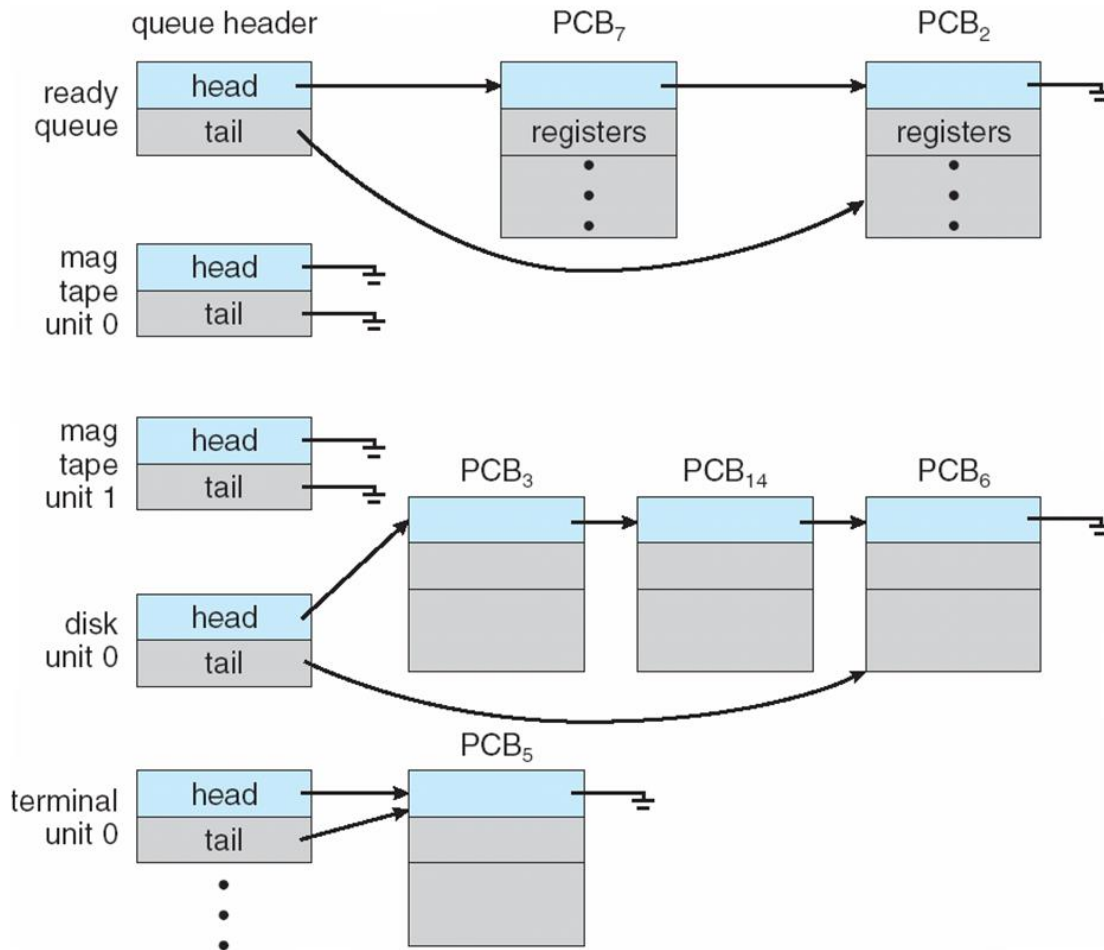 queue header
PCB₇
PCB₂
ready
queue
head
tail
registers
registers
mag
tape
unit 0
head
tail
mag
tape
unit 1
head
tail
PCB₃
PCB₁₄
PCB₆
disk
unit 0
head
tail
PCB₅
terminal
unit 0
head
tail